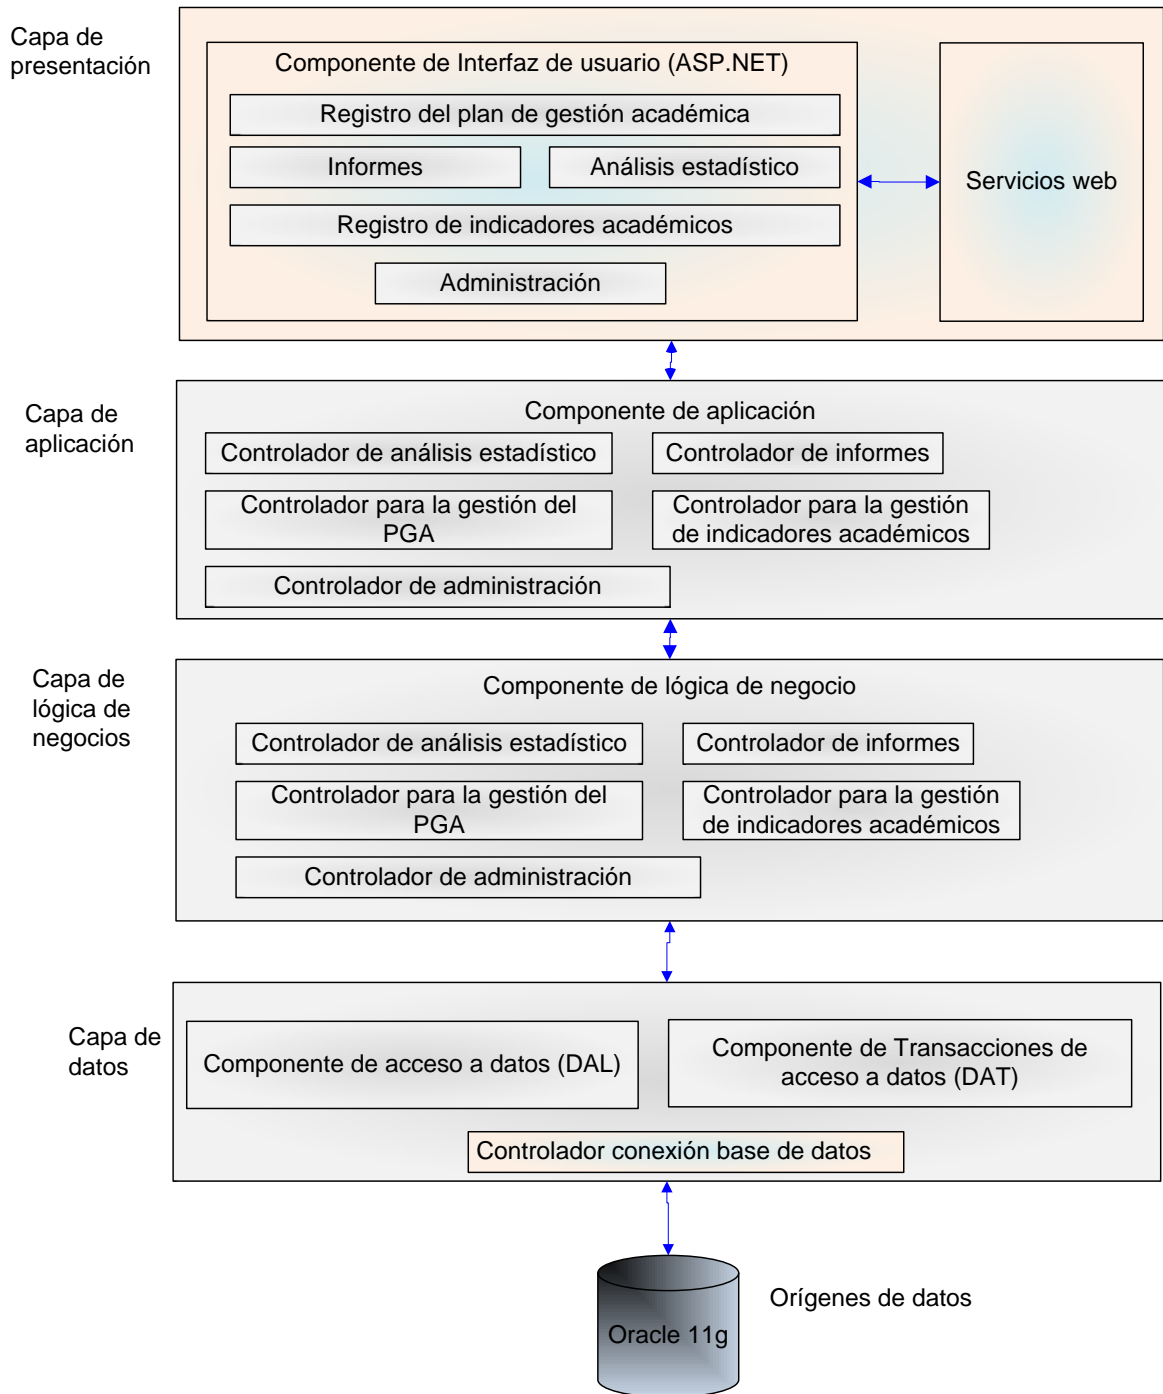 Capa de
presentación
Componente de Interfaz de usuario (ASP.NET)
Registro del plan de gestión académica
Informes
Análisis estadístico
Registro de indicadores académicos
Administración
Servicios web
Capa de
aplicación
Componente de aplicación
Controlador de análisis estadístico
Controlador de informes
Controlador para la gestión del
PGA
Controlador para la gestión
de indicadores académicos
Controlador de administración
Capa de
lógica de
negocios
Componente de lógica de negocio
Controlador de análisis estadístico
Controlador de informes
Controlador para la gestión del
PGA
Controlador para la gestión
de indicadores académicos
Controlador de administración
Capa de
datos
Componente de acceso a datos (DAL)
Componente de Transacciones de
acceso a datos (DAT)
Controlador conexión base de datos
Orígenes de datos
Oracle 11g